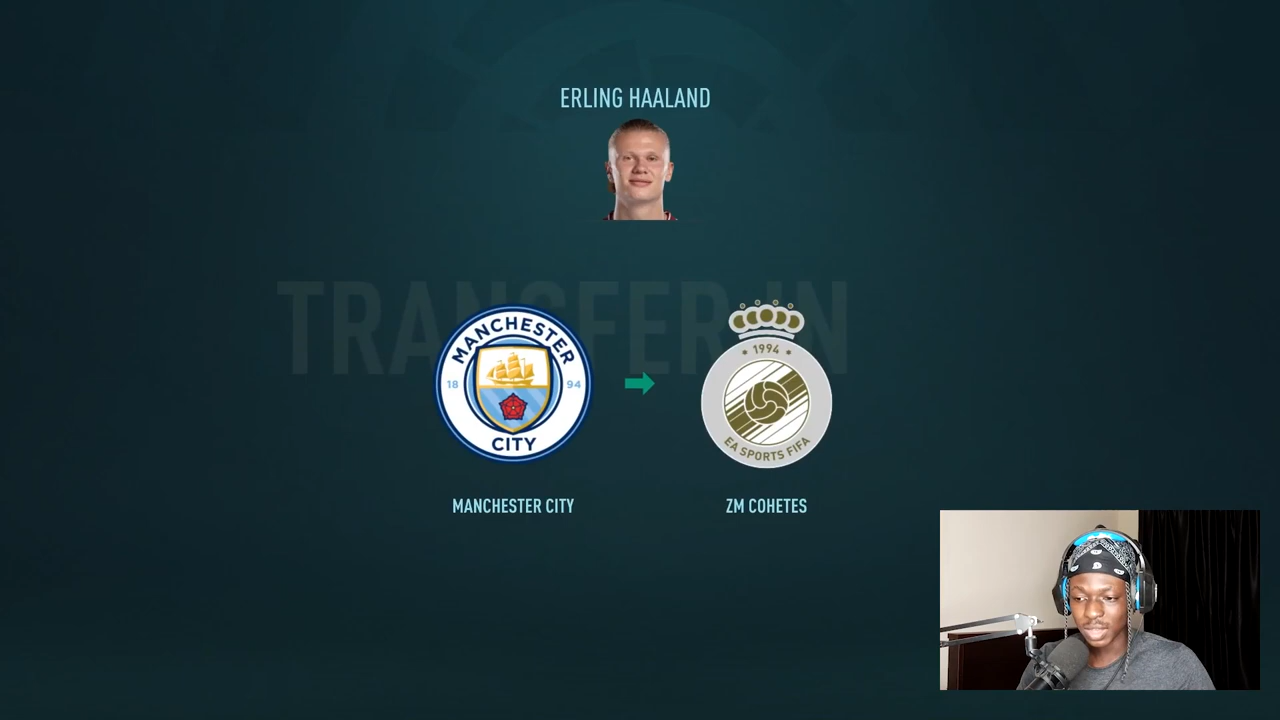 ERLING HAALAND
TRANSFER IN
MANCHESTER
18 94
CITY
1994
EA SPORTS FIFA
MANCHESTER CITY
ZM COHETES